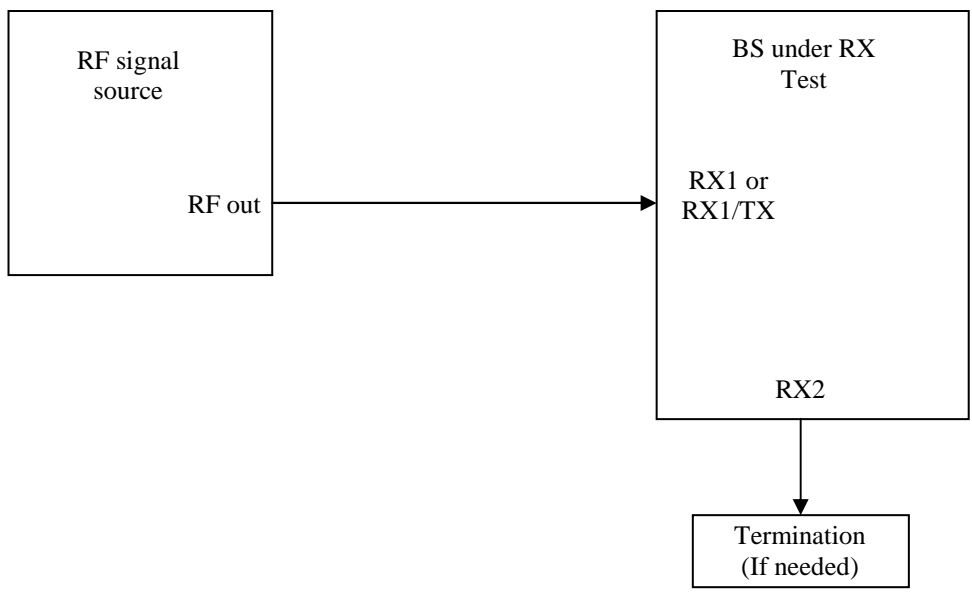 RF signal
source
RF out
BS under RX
Test
RX1 or
RX1/TX
RX2
Termination
(If needed)